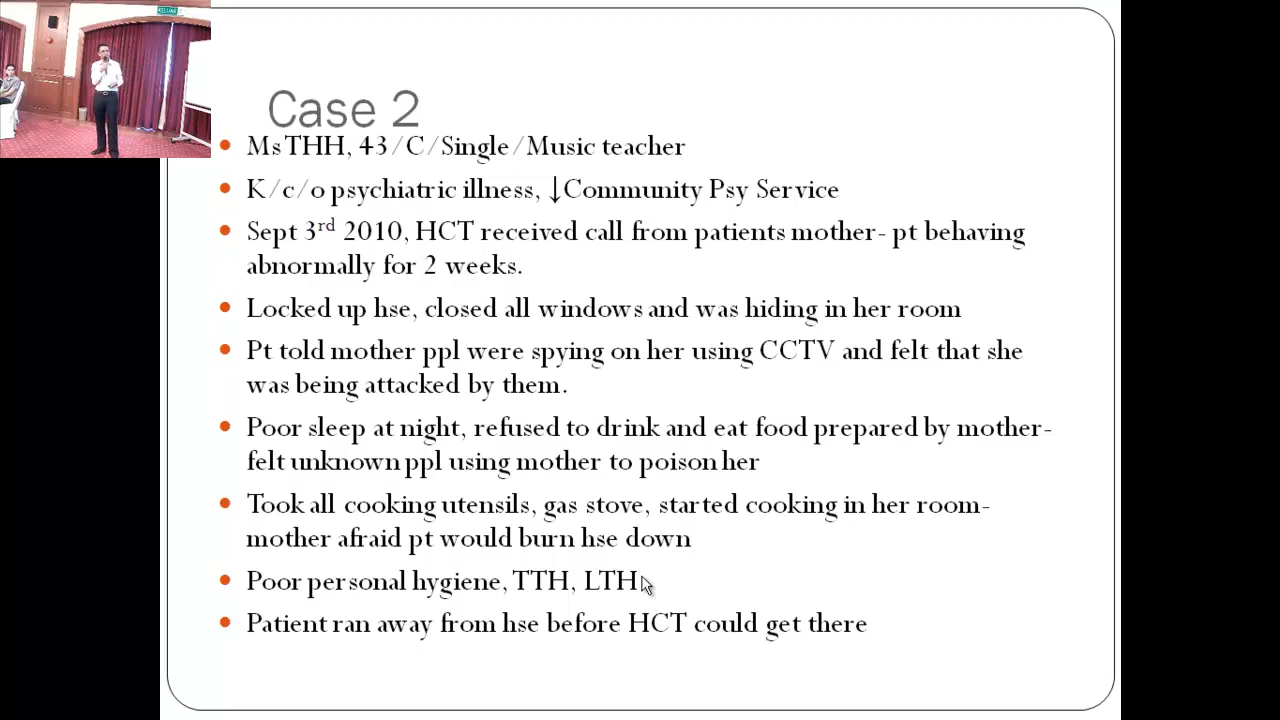 KELUAR
Case 2
Ms THH, 43/C/Single/Music teacher
K/c/o psychiatric illness, ↓Community Psy Service
Sept 3rd 2010, HCT received call from patients mother- pt behaving
abnormally for 2 weeks.
Locked up hse, closed all windows and was hiding in her room
Pt told mother ppl were spying on her using CCTV and felt that she
was being attacked by them.
Poor sleep at night, refused to drink and eat food prepared by mother-
felt unknown ppl using mother to poison her
Took all cooking utensils, gas stove, started cooking in her room-
mother afraid pt would burn hse down
Poor personal hygiene, TTH, LTH
Patient ran away from hse before HCT could get there